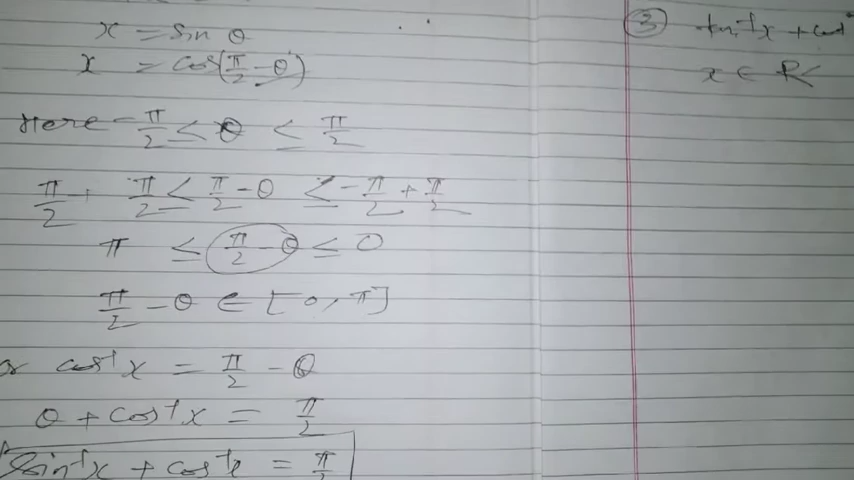 x = sin θ
x = cos(π/2 - θ)
Here -π/2 ≤ θ ≤ π/2
π/2 + π/2 ≤ π/2 - θ ≤ -π/2 + π/2
π ≤ π/2 - θ ≤ 0
π/2 - θ ∈ [0, π]
or cos⁻¹x = π/2 - θ
θ + cos⁻¹x = π/2
sin⁻¹x + cos⁻¹x = π/2
③ tan⁻¹x + cot⁻¹
x ∈ R